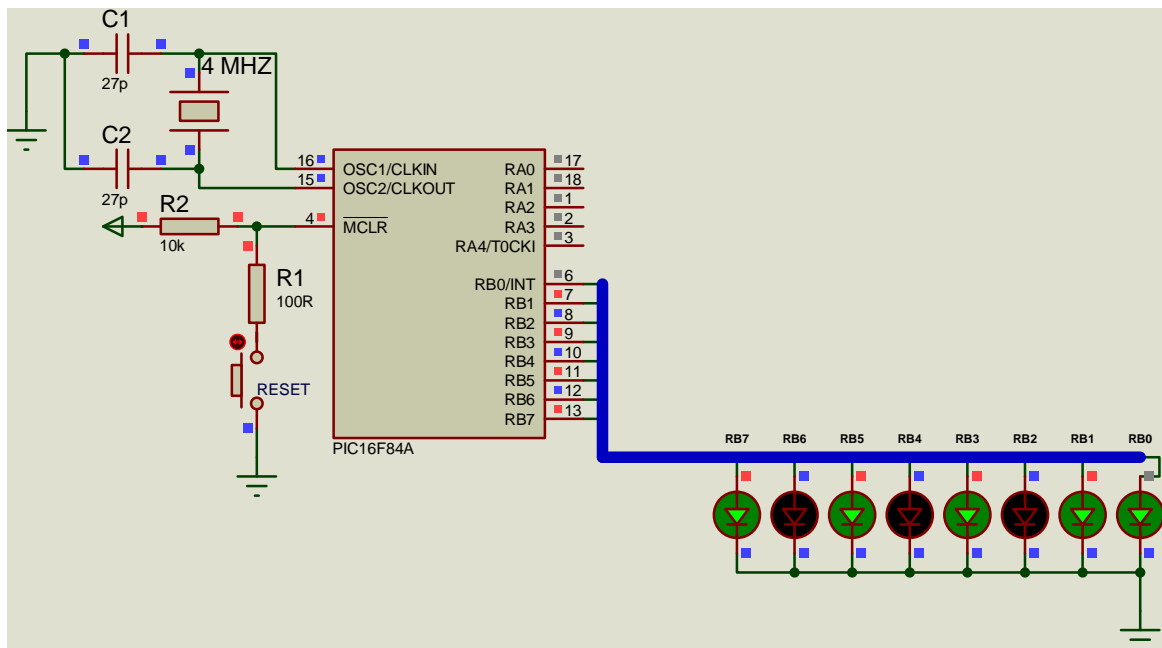 C1
27p
4 MHZ
C2
27p
R2
10k
R1
100R
RESET
16
15
4
OSC1/CLKIN
OSC2/CLKOUT
MCLR
RA0
RA1
RA2
RA3
RA4/T0CKI
17
18
1
2
3
RB0/INT
RB1
RB2
RB3
RB4
RB5
RB6
RB7
6
7
8
9
10
11
12
13
PIC16F84A
RB7 RB6 RB5 RB4 RB3 RB2 RB1 RB0